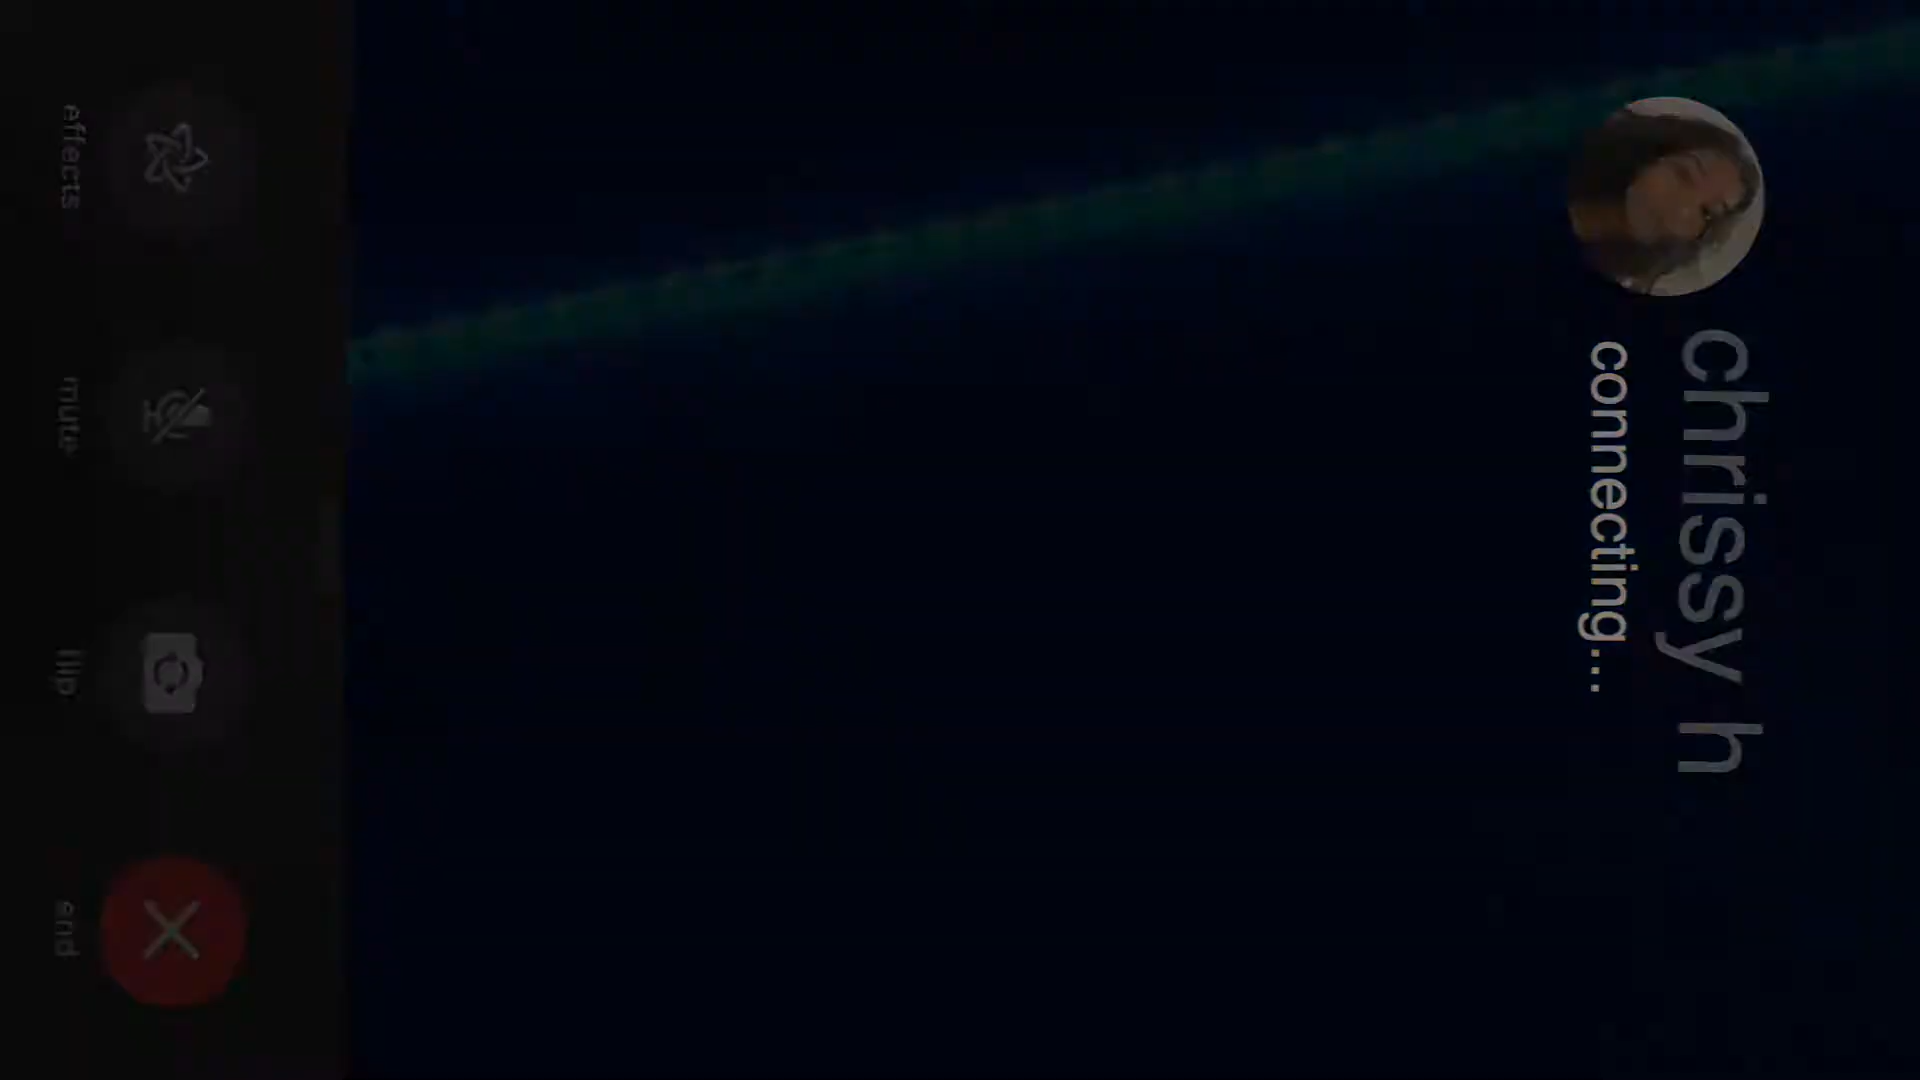 chrissy h
connecting...
effects
mute
flip
end